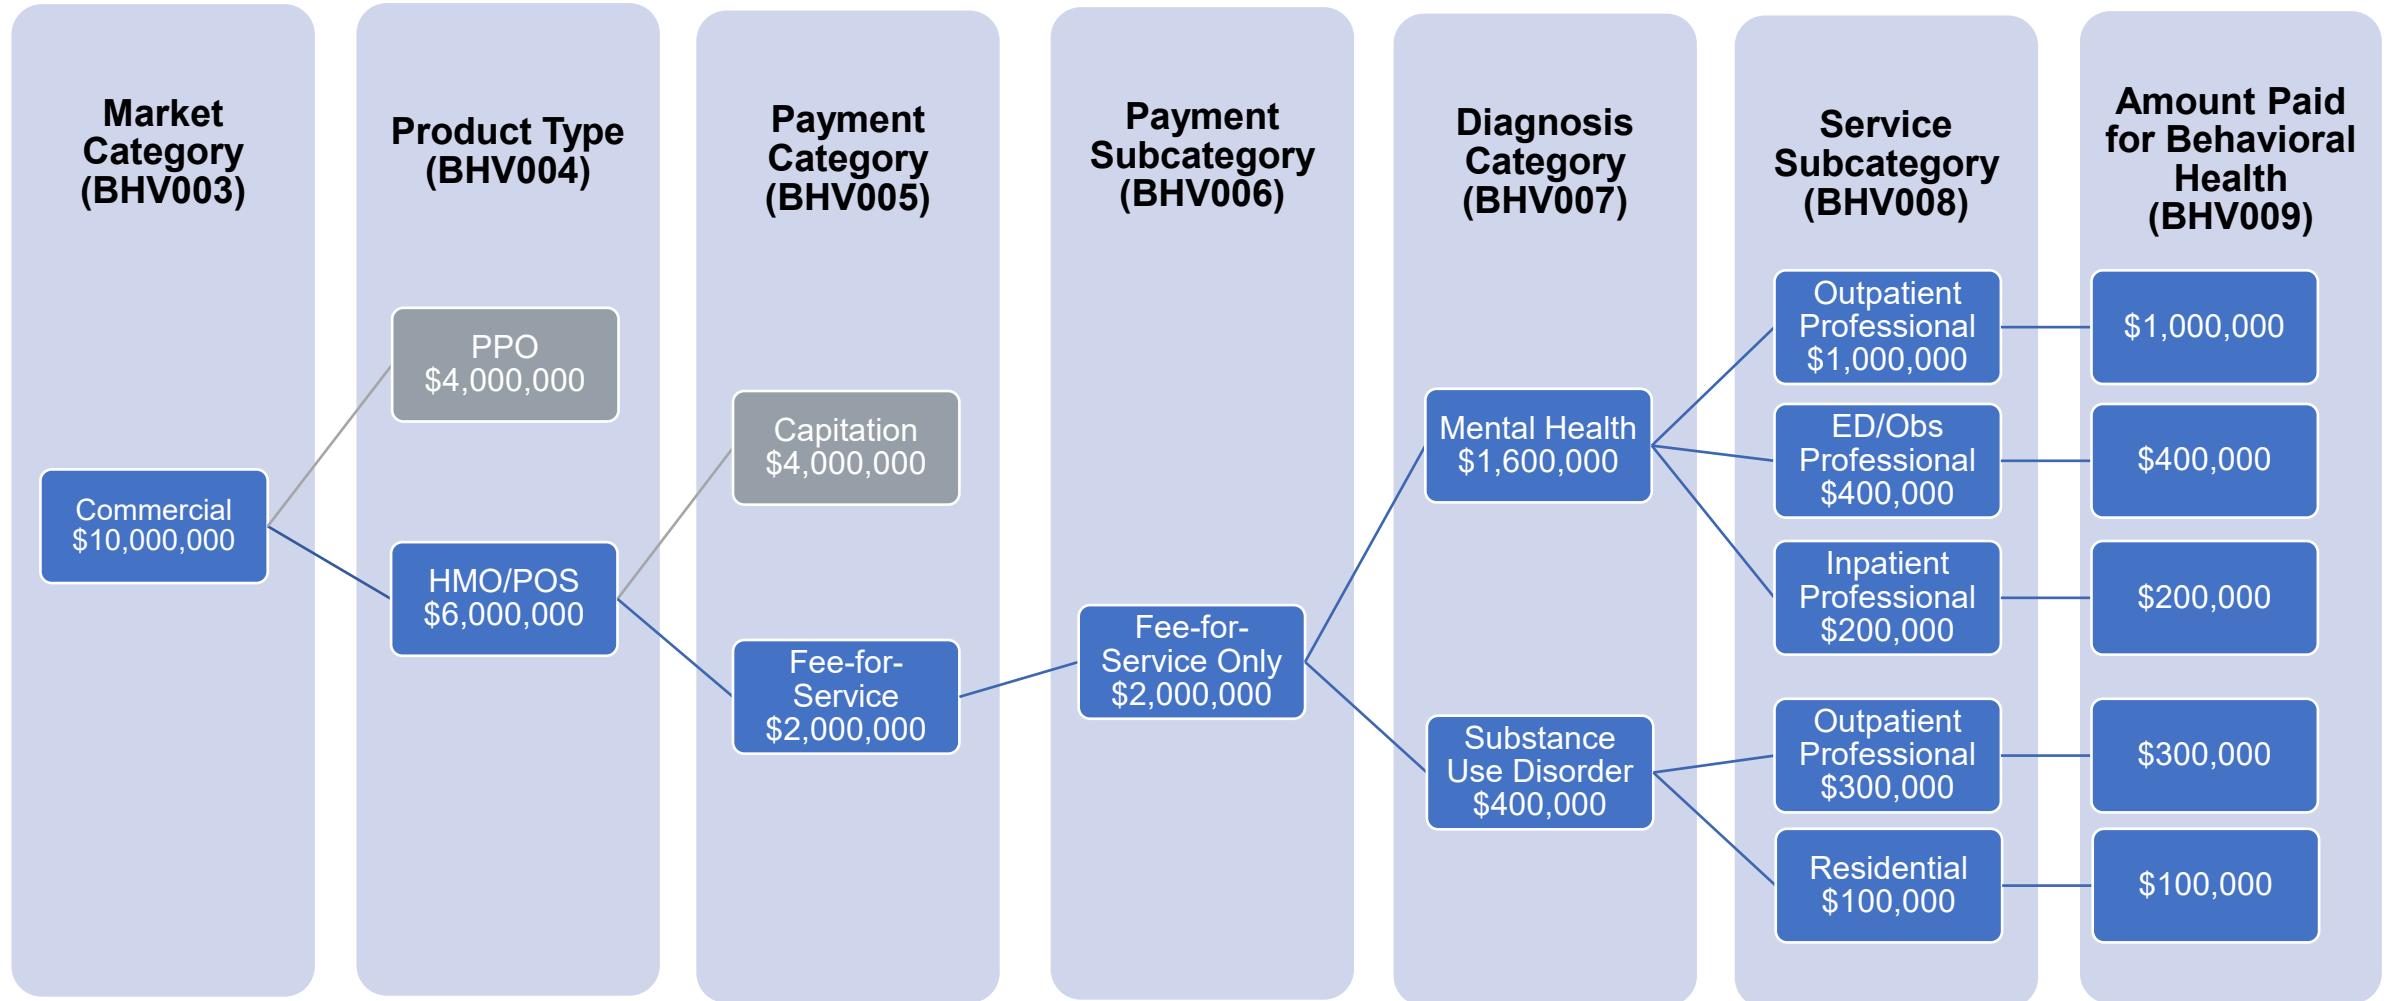 Market
Category
(BHV003)
Commercial
$10,000,000
Product Type
(BHV004)
PPO
$4,000,000
HMO/POS
$6,000,000
Payment
Category
(BHV005)
Capitation
$4,000,000
Fee-for-
Service
$2,000,000
Payment
Subcategory
(BHV006)
Fee-for-
Service Only
$2,000,000
Diagnosis
Category
(BHV007)
Mental Health
$1,600,000
Substance
Use Disorder
$400,000
Service
Subcategory
(BHV008)
Outpatient
Professional
$1,000,000
ED/Obs
Professional
$400,000
Inpatient
Professional
$200,000
Outpatient
Professional
$300,000
Residential
$100,000
Amount Paid
for Behavioral
Health
(BHV009)
$1,000,000
$400,000
$200,000
$300,000
$100,000